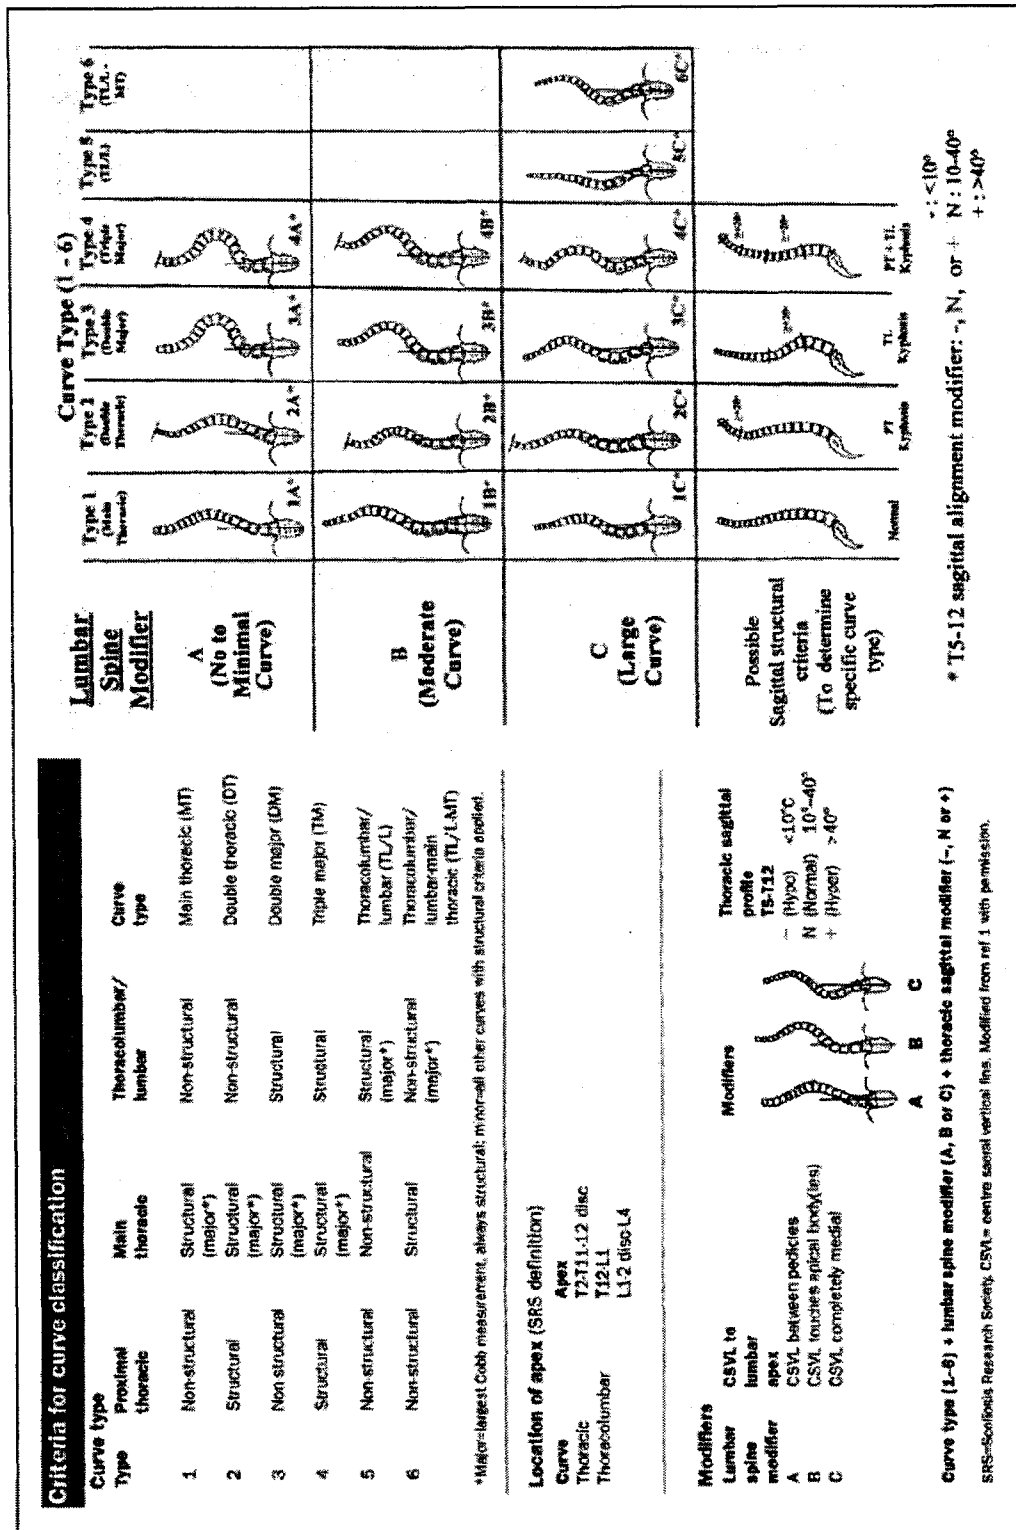 Criteria for curve classification
Curve type
Type Proximal thoracic Main thoracic Thoracolumbar/ lumbar Curve type
1 Non-structural Structural (major*) Non-structural Main thoracic (MT)
2 Structural Structural (major*) Non-structural Double thoracic (DT)
3 Non structural Structural (major*) Structural Double major (DM)
4 Structural Structural (major*) Structural Triple major (TM)
5 Non-structural Non-structural Structural (major*) Thoracolumbar/ lumbar (TL/L)
6 Non-structural Structural Non-structural (major*) Thoracolumbar/ lumbar-main thoracic (TL/L-MT)
*Major=largest Cobb measurement, always structural; minor=all other curves with structural criteria applied.
Location of apex (SRS definition)
Curve Apex
Thoracic T2-T11-12 disc
Thoracolumbar T12-L1
L1-2 disc-L4
Modifiers
Lumbar spine modifier CSVL to lumbar apex Modifiers Thoracic sagittal profile T5-T12
A CSVL between pedicles – (Hypo) <10°C
B CSVL touches apical body(ies) N (Normal) 10°–40°
C CSVL completely medial + (Hyper) >40°
A B C
Curve type (1–6) + lumbar spine modifier (A, B or C) + thoracic sagittal modifier (–, N or +)
SRS=Scoliosis Research Society. CSVL= centre sacral vertical line. Modified from ref 1 with permission.
Curve Type (1 - 6)
Lumbar Spine Modifier
Type 1 (Main Thoracic)
Type 2 (Double Thoracic)
Type 3 (Double Major)
Type 4 (Triple Major)
Type 5 (TL/L)
Type 6 (TL/L - MT)
A (No to Minimal Curve)
1A* 2A* 3A* 4A*
B (Moderate Curve)
1B* 2B* 3B* 4B*
C (Large Curve)
1C* 2C* 3C* 4C* 5C* 6C*
Possible Sagittal structural criteria (To determine specific curve type)
Normal
PT Kyphosis
TL Kyphosis
PT + TL Kyphosis
* T5-12 sagittal alignment modifier: -, N, or +
- : <10°
N : 10-40°
+ : >40°